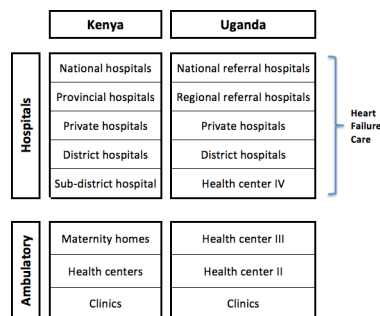 Kenya Uganda
Hospitals
National hospitals National referral hospitals
Provincial hospitals Regional referral hospitals
Private hospitals Private hospitals
District hospitals District hospitals
Sub-district hospital Health center IV
Heart
Failure
Care
Ambulatory
Maternity homes Health center III
Health centers Health center II
Clinics Clinics